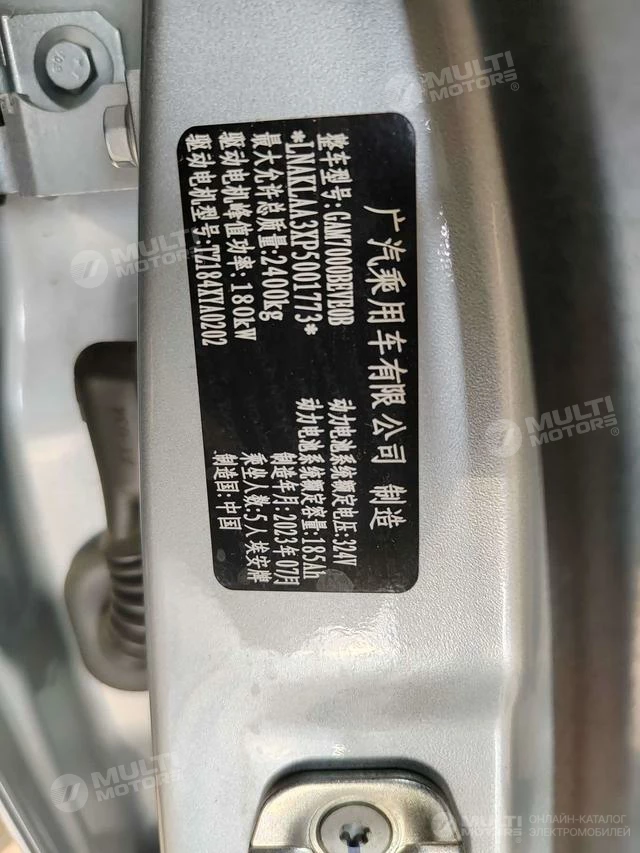 广汽乘用车有限公司 制造
整车型号:GAM7000BEVB0B 动力电池系统额定电压:324V
*LNAKLAA3XP5001773* 动力电池系统额定容量:185Ah
最大允许总质量:2400kg 制造年月:2023年07月
驱动电机峰值功率:180kW 乘坐人数:5人 埃安牌
驱动电机型号:TZ184XYA0202 制造国:中国
MULTI
MOTORS®
MULTI
MOTORS®
MULTI
MOTORS®
MULTI
MOTORS®
MULTI
MOTORS®
ОНЛАЙН-КАТАЛОГ
ЭЛЕКТРОМОБИЛЕЙ